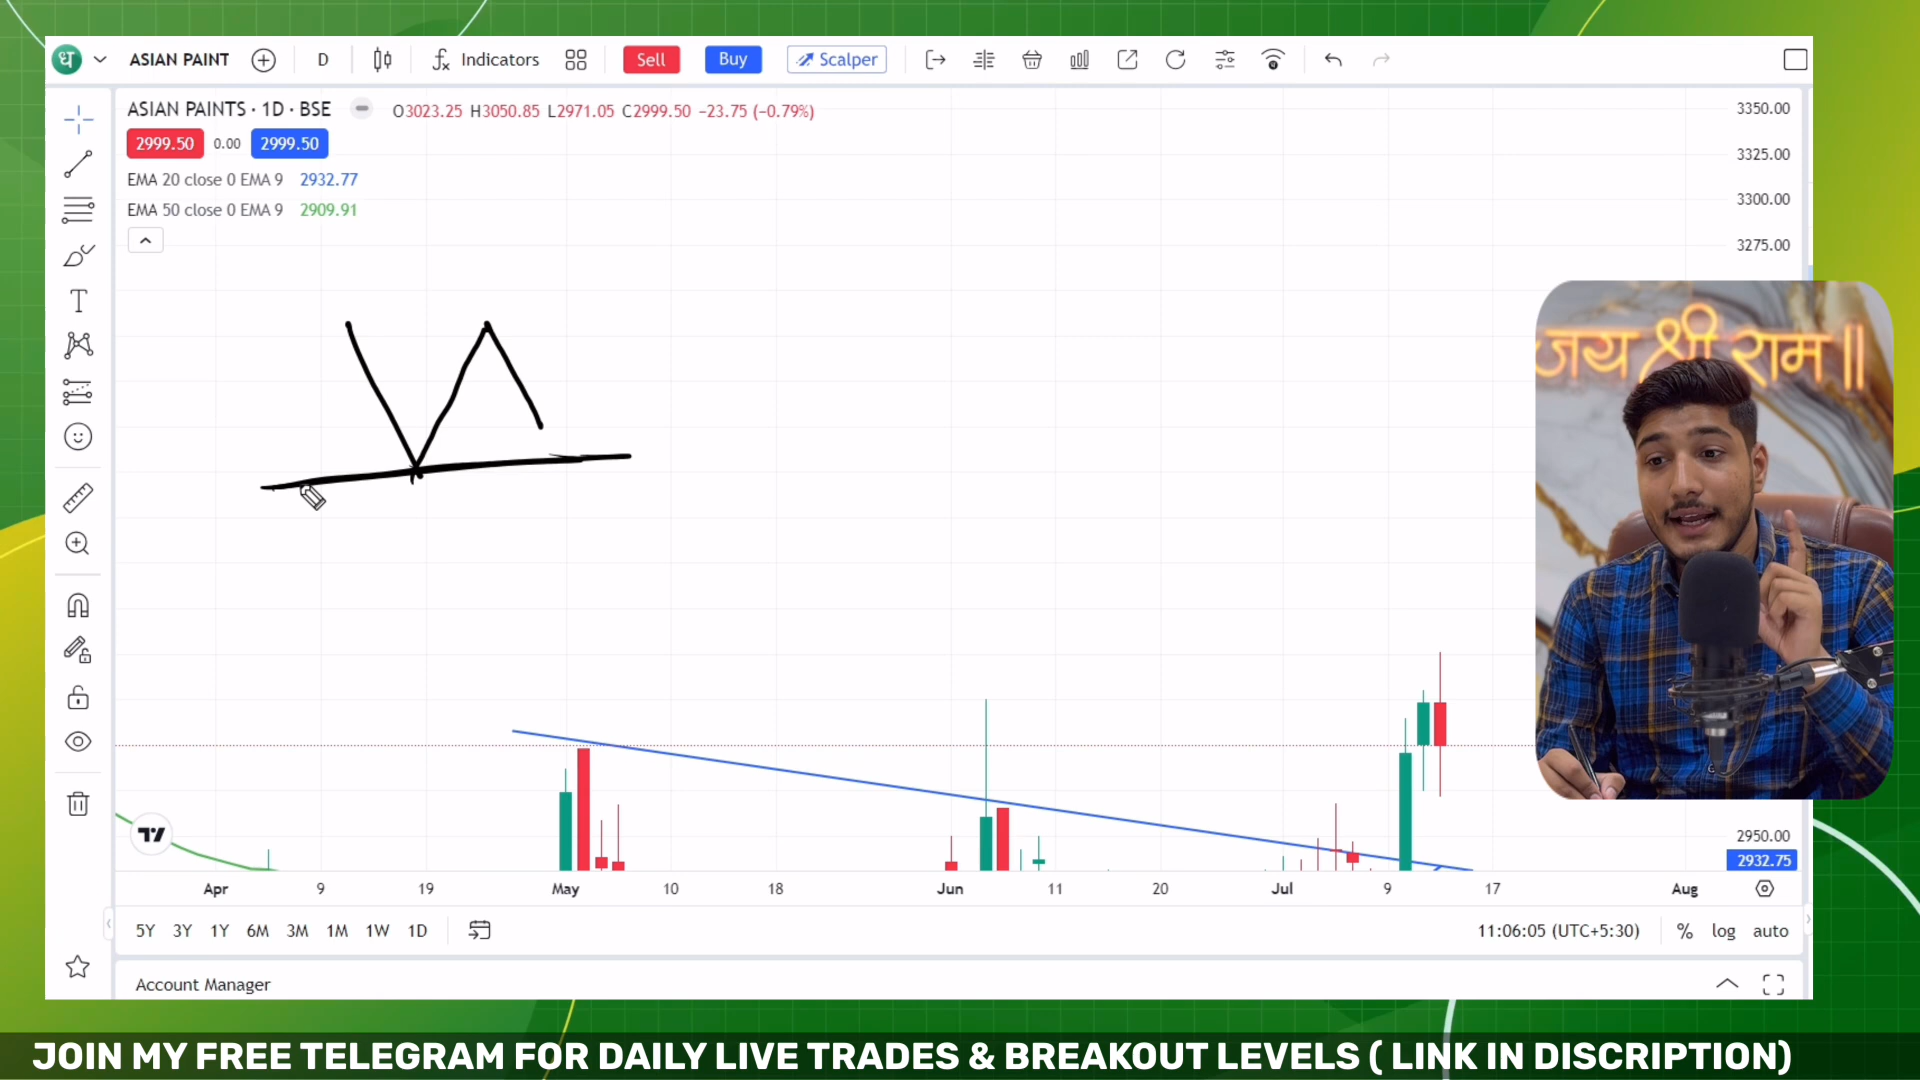 ध ASIAN PAINT D Indicators Sell Buy Scalper
ASIAN PAINTS · 1D · BSE O3023.25 H3050.85 L2971.05 C2999.50 −23.75 (−0.79%)
2999.50 0.00 2999.50
EMA 20 close 0 EMA 9 2932.77
EMA 50 close 0 EMA 9 2909.91
3350.00
3325.00
3300.00
3275.00
जय श्री राम ॥
2950.00
2932.75
Apr 9 19 May 10 18 Jun 11 20 Jul 9 17 Aug
5Y 3Y 1Y 6M 3M 1M 1W 1D 11:06:05 (UTC+5:30) % log auto
Account Manager
JOIN MY FREE TELEGRAM FOR DAILY LIVE TRADES & BREAKOUT LEVELS ( LINK IN DISCRIPTION)